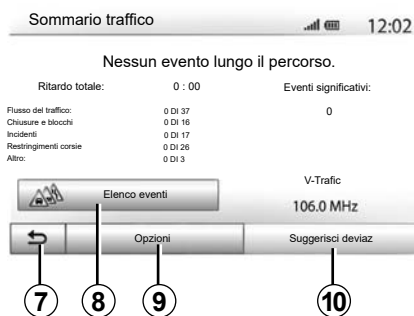 Sommario traffico
12:02
Nessun evento lungo il percorso.
Ritardo totale: 0 : 00
Eventi significativi:
0
Flusso del traffico: 0 DI 37
Chiusure e blocchi 0 DI 16
Incidenti 0 DI 17
Restringimenti corsie 0 DI 26
Altro: 0 DI 3
Elenco eventi
V-Trafic
106.0 MHz
Opzioni
Suggerisci deviaz
7 8 9 10